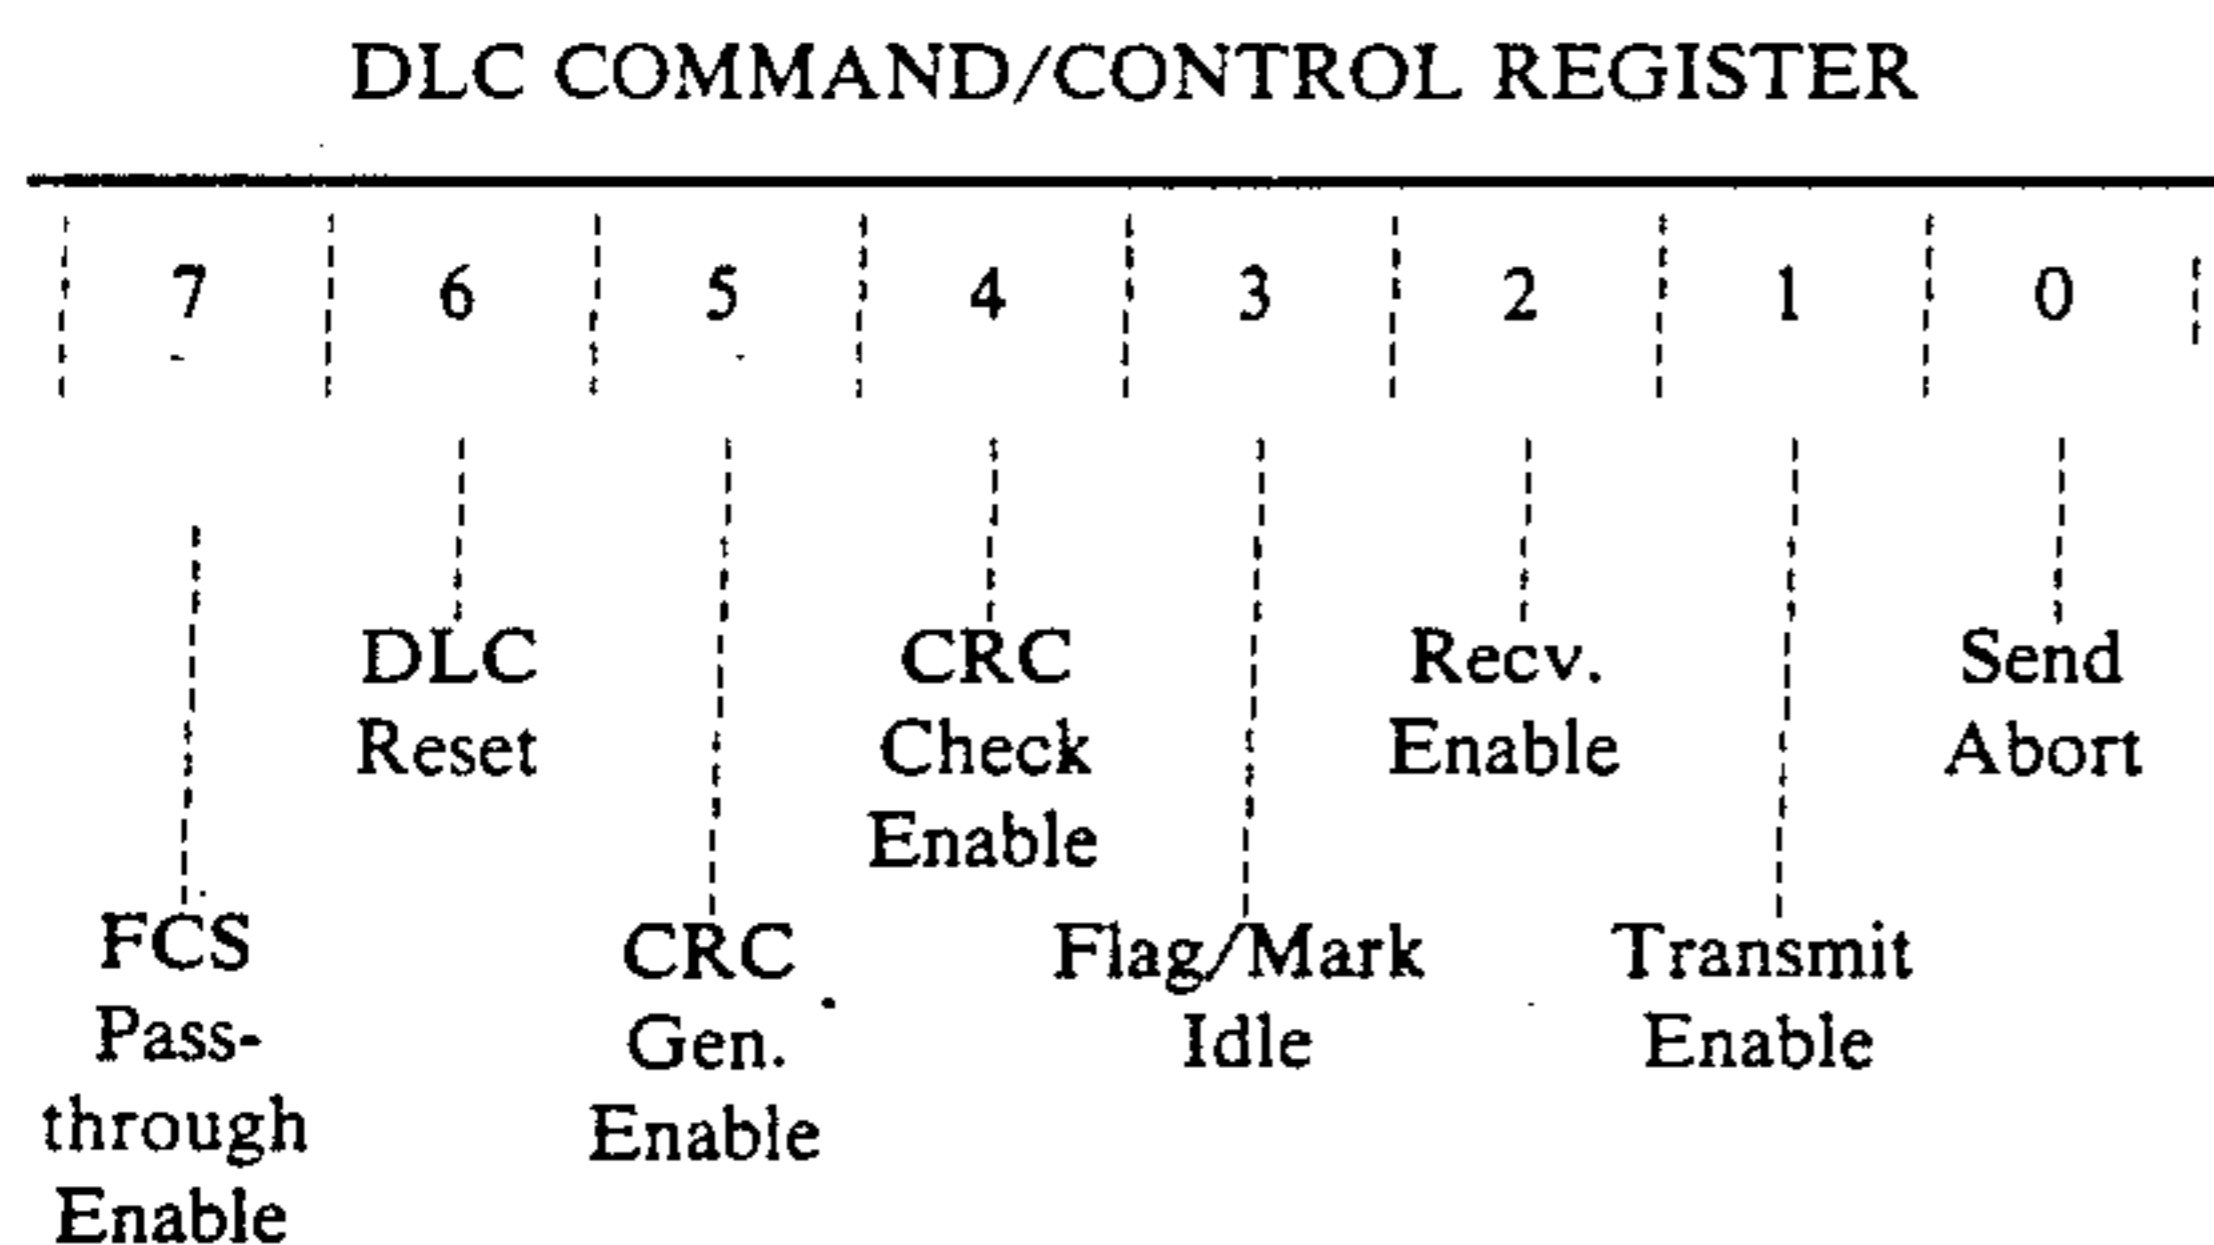 DLC COMMAND/CONTROL REGISTER
7 6 5 4 3 2 1 0
DLC
Reset
CRC
Check
Enable
Recv.
Enable
Send
Abort
FCS
Pass-
through
Enable
CRC
Gen.
Enable
Flag/Mark
Idle
Transmit
Enable